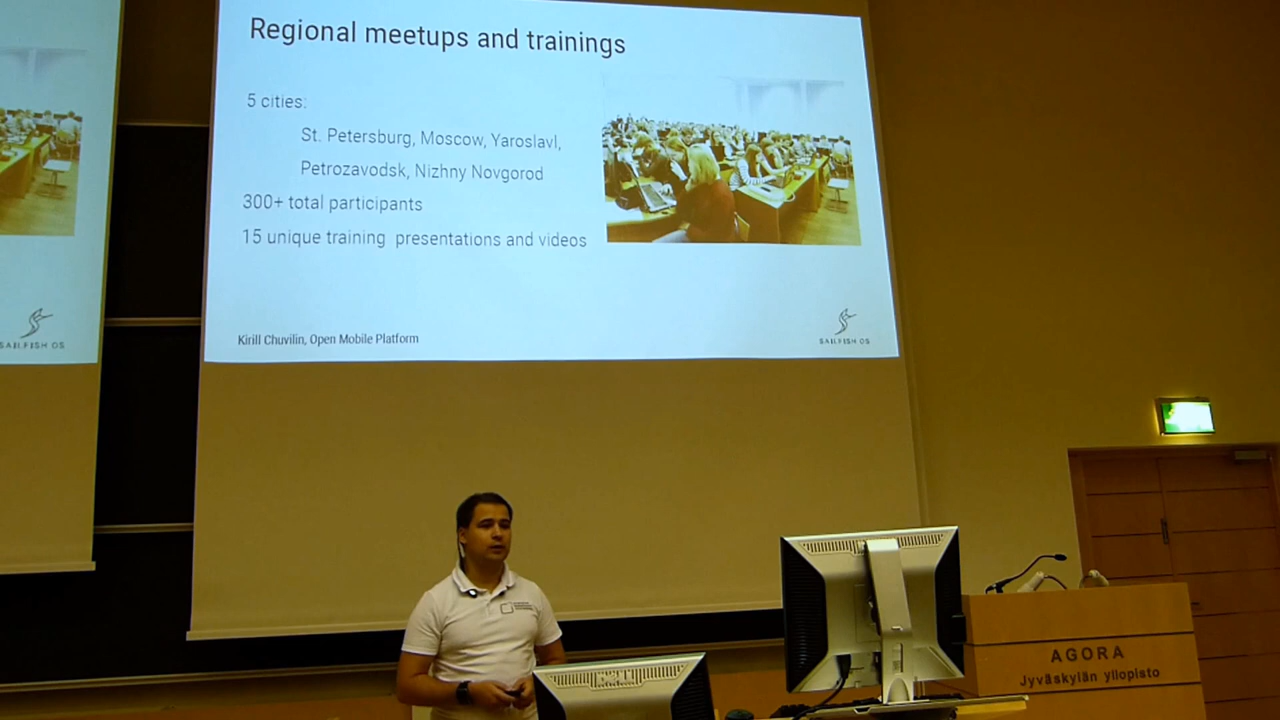 Regional meetups and trainings
5 cities:
St. Petersburg, Moscow, Yaroslavl,
Petrozavodsk, Nizhny Novgorod
300+ total participants
15 unique training presentations and videos
Kirill Chuvilin, Open Mobile Platform
SAILFISH OS
SAILFISH OS
AGORA
Jyväskylän yliopisto